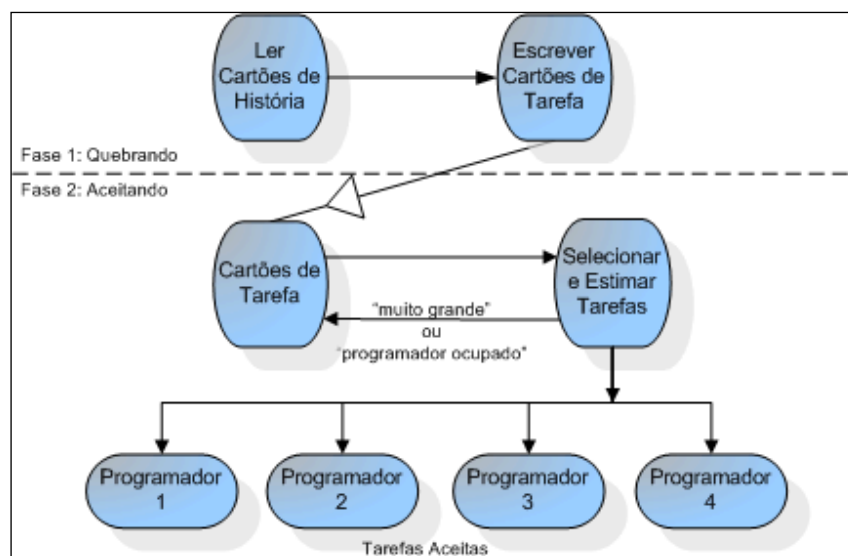 Ler
Cartões de
História
Escrever
Cartões de
Tarefa
Fase 1: Quebrando
Fase 2: Aceitando
Cartões de
Tarefa
Selecionar
e Estimar
Tarefas
“muito grande”
ou
“programador ocupado”
Programador
1
Programador
2
Programador
3
Programador
4
Tarefas Aceitas